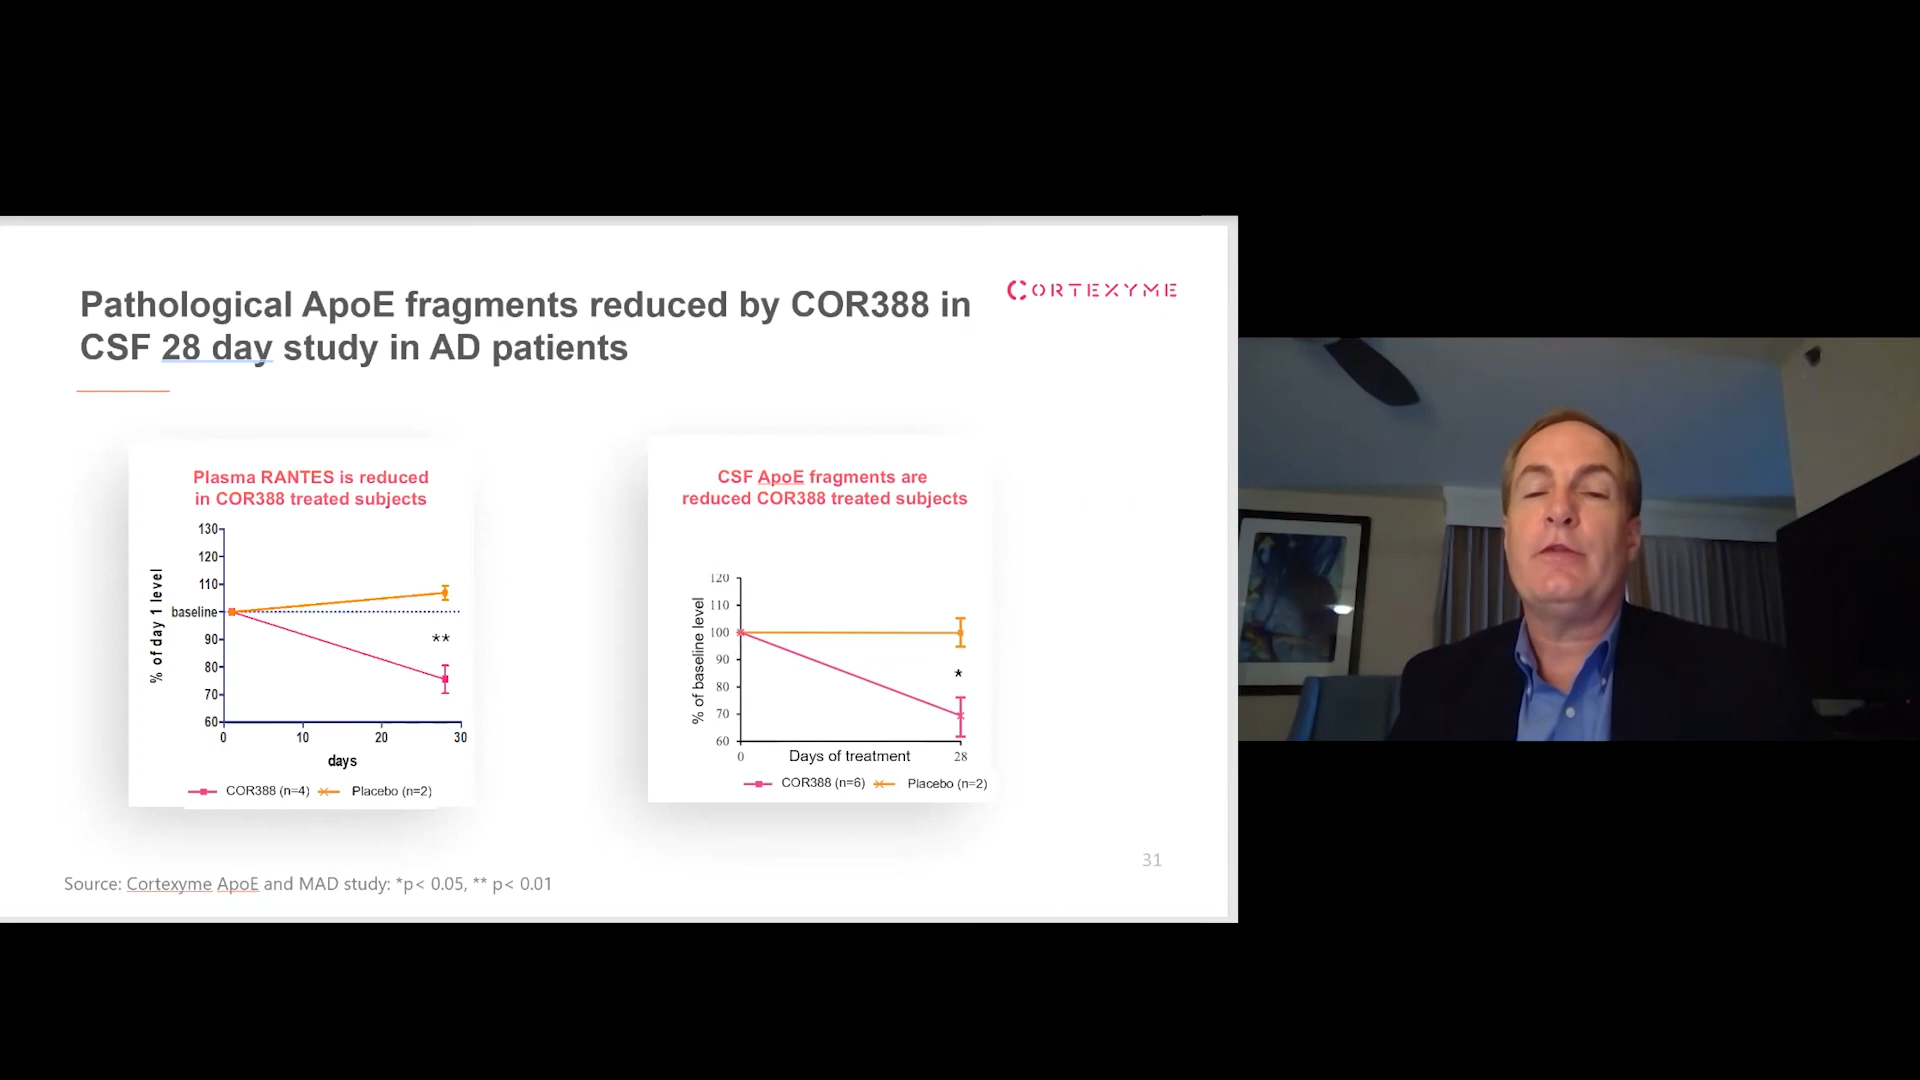 Pathological ApoE fragments reduced by COR388 in
CSF 28 day study in AD patients
CORTEXYME
Plasma RANTES is reduced
in COR388 treated subjects
% of day 1 level
130
120
110
baseline
90
80
70
60
**
0 10 20 30
days
COR388 (n=4) Placebo (n=2)
CSF ApoE fragments are
reduced COR388 treated subjects
% of baseline level
120
110
100
90
80
70
60
*
0 Days of treatment 28
COR388 (n=6) Placebo (n=2)
31
Source: Cortexyme ApoE and MAD study: *p< 0.05, ** p< 0.01